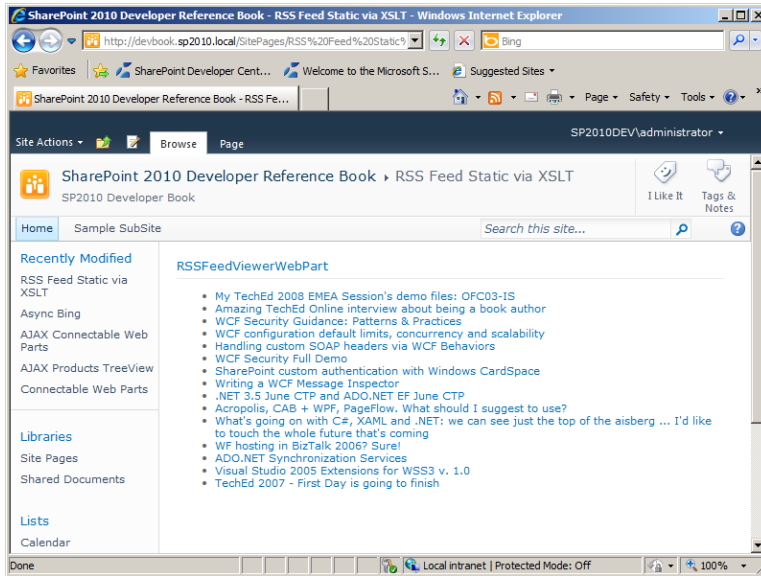 SharePoint 2010 Developer Reference Book - RSS Feed Static via XSLT - Windows Internet Explorer
http://devbook.sp2010.local/SitePages/RSS%20Feed%20Static%
Bing
Favorites SharePoint Developer Cent... Welcome to the Microsoft S... Suggested Sites
SharePoint 2010 Developer Reference Book - RSS Fe... Page Safety Tools
SP2010DEV\administrator
Site Actions Browse Page
SharePoint 2010 Developer Reference Book RSS Feed Static via XSLT
SP2010 Developer Book
I Like It Tags &
Notes
Home Sample SubSite Search this site...
Recently Modified
RSS Feed Static via
XSLT
Async Bing
AJAX Connectable Web
Parts
AJAX Products TreeView
Connectable Web Parts
Libraries
Site Pages
Shared Documents
Lists
Calendar
RSSFeedViewerWebPart
My TechEd 2008 EMEA Session's demo files: OFC03-IS
Amazing TechEd Online interview about being a book author
WCF Security Guidance: Patterns & Practices
WCF configuration default limits, concurrency and scalability
Handling custom SOAP headers via WCF Behaviors
WCF Security Full Demo
SharePoint custom authentication with Windows CardSpace
Writing a WCF Message Inspector
.NET 3.5 June CTP and ADO.NET EF June CTP
Acropolis, CAB + WPF, PageFlow. What should I suggest to use?
What's going on with C#, XAML and .NET: we can see just the top of the aisberg ... I'd like
to touch the whole future that's coming
WF hosting in BizTalk 2006? Sure!
ADO.NET Synchronization Services
Visual Studio 2005 Extensions for WSS3 v. 1.0
TechEd 2007 - First Day is going to finish
Done Local intranet | Protected Mode: Off 100%